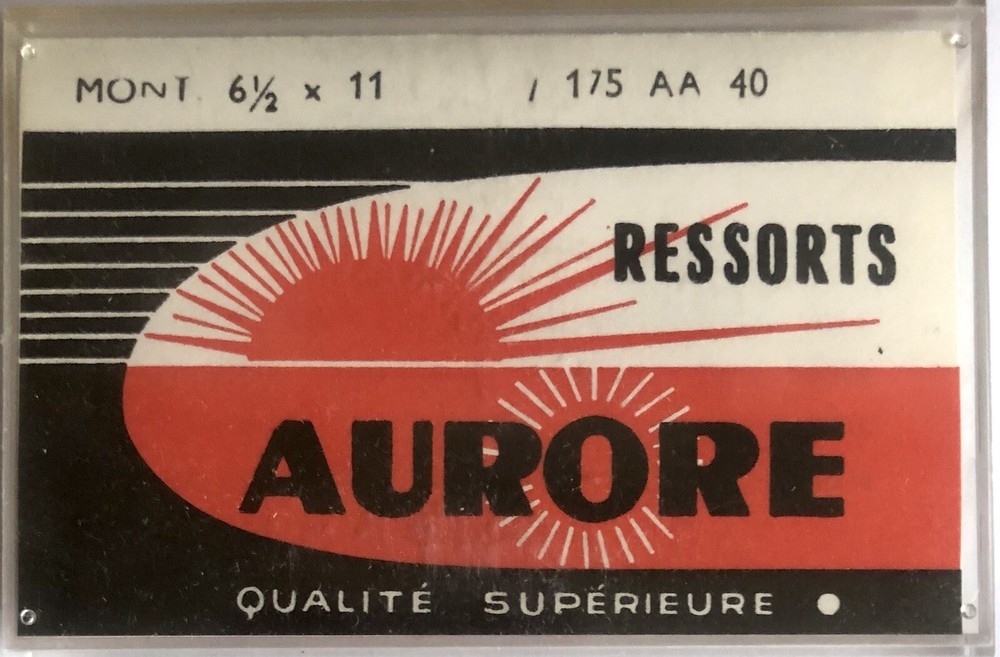 MONT. 6½ x 11 / 175 AA 40
RESSORTS
AURORE
QUALITÉ SUPÉRIEURE